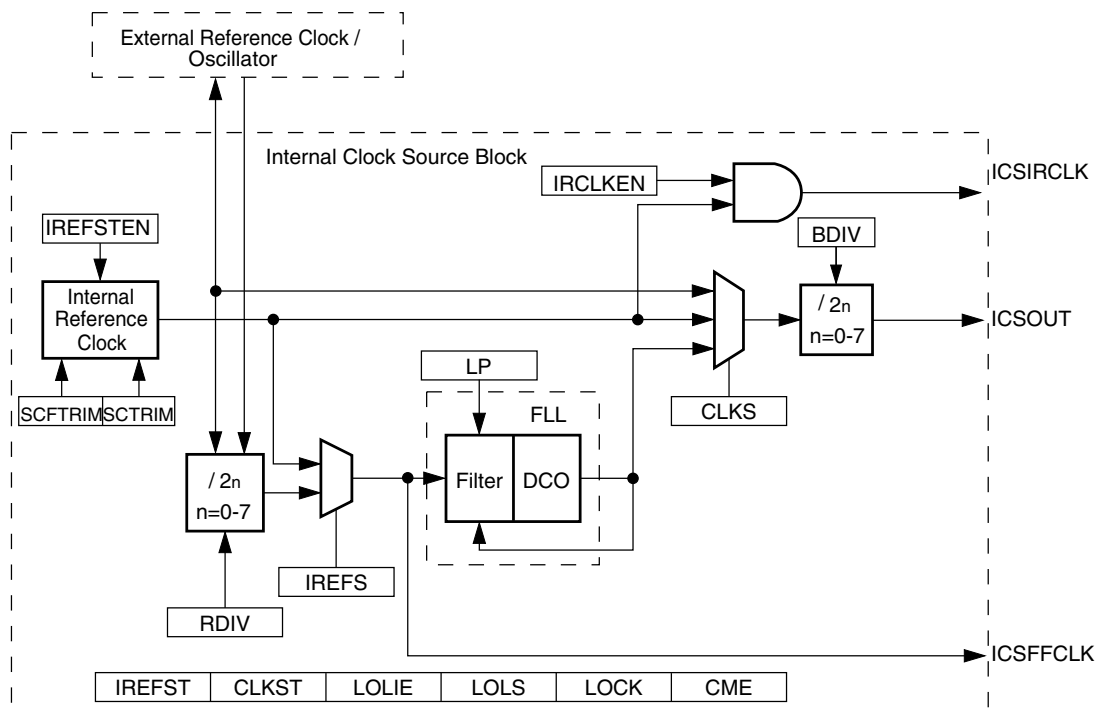 External Reference Clock /
Oscillator
Internal Clock Source Block
IRCLKEN
ICSIRCLK
IREFSTEN
BDIV
Internal
Reference
Clock
/ 2n
n=0-7
ICSOUT
LP
SCFTRIM
SCTRIM
FLL
CLKS
/ 2n
n=0-7
Filter
DCO
IREFS
RDIV
ICSFFCLK
IREFST
CLKST
LOLIE
LOLS
LOCK
CME